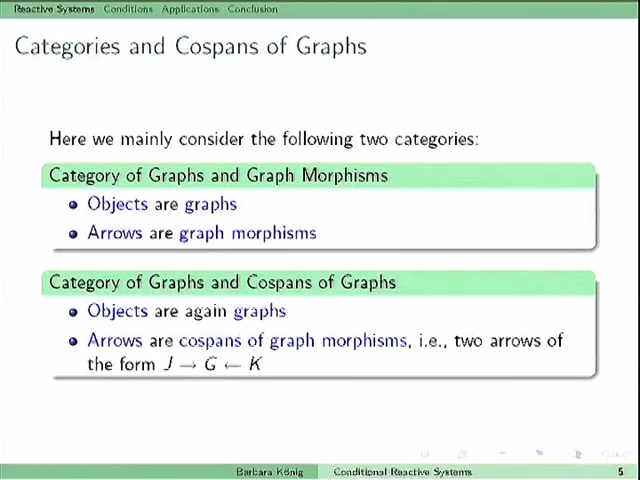 Reactive Systems Conditions Applications Conclusion
Categories and Cospans of Graphs
Here we mainly consider the following two categories:
Category of Graphs and Graph Morphisms
Objects are graphs
Arrows are graph morphisms
Category of Graphs and Cospans of Graphs
Objects are again graphs
Arrows are cospans of graph morphisms, i.e., two arrows of
the form J → G ← K
Barbara König Conditional Reactive Systems 5